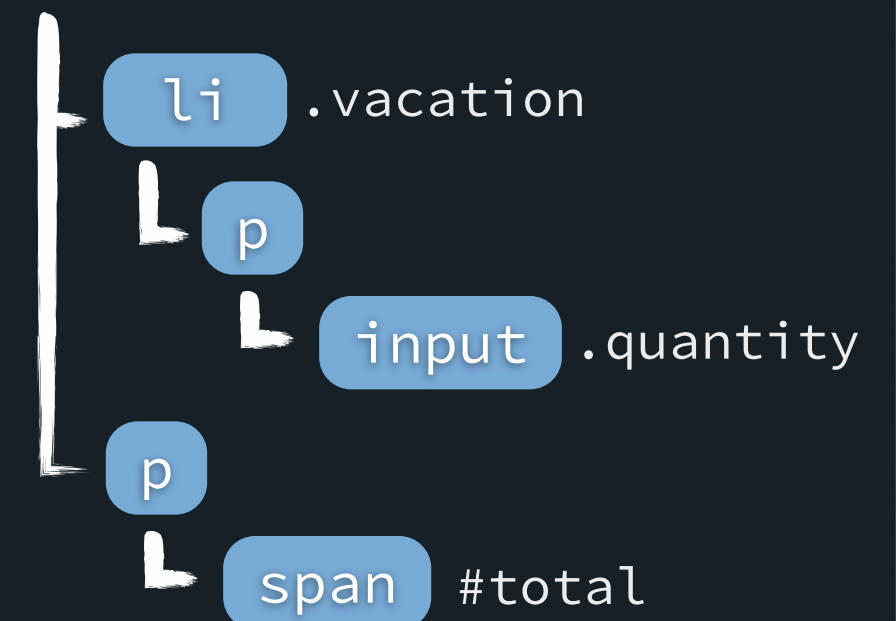 li .vacation
p
input .quantity
p
span #total